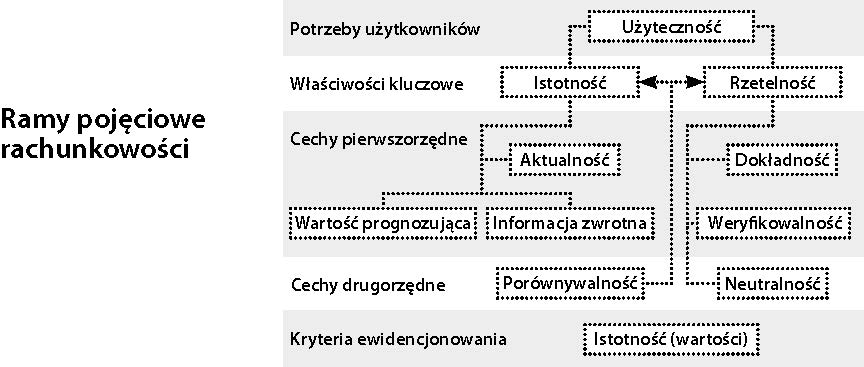 Ramy pojęciowe
rachunkowości
Potrzeby użytkowników
Użyteczność
Właściwości kluczowe
Istotność
Rzetelność
Cechy pierwszorzędne
Aktualność
Dokładność
Wartość prognozująca
Informacja zwrotna
Weryfikowalność
Cechy drugorzędne
Porównywalność
Neutralność
Kryteria ewidencjonowania
Istotność (wartości)